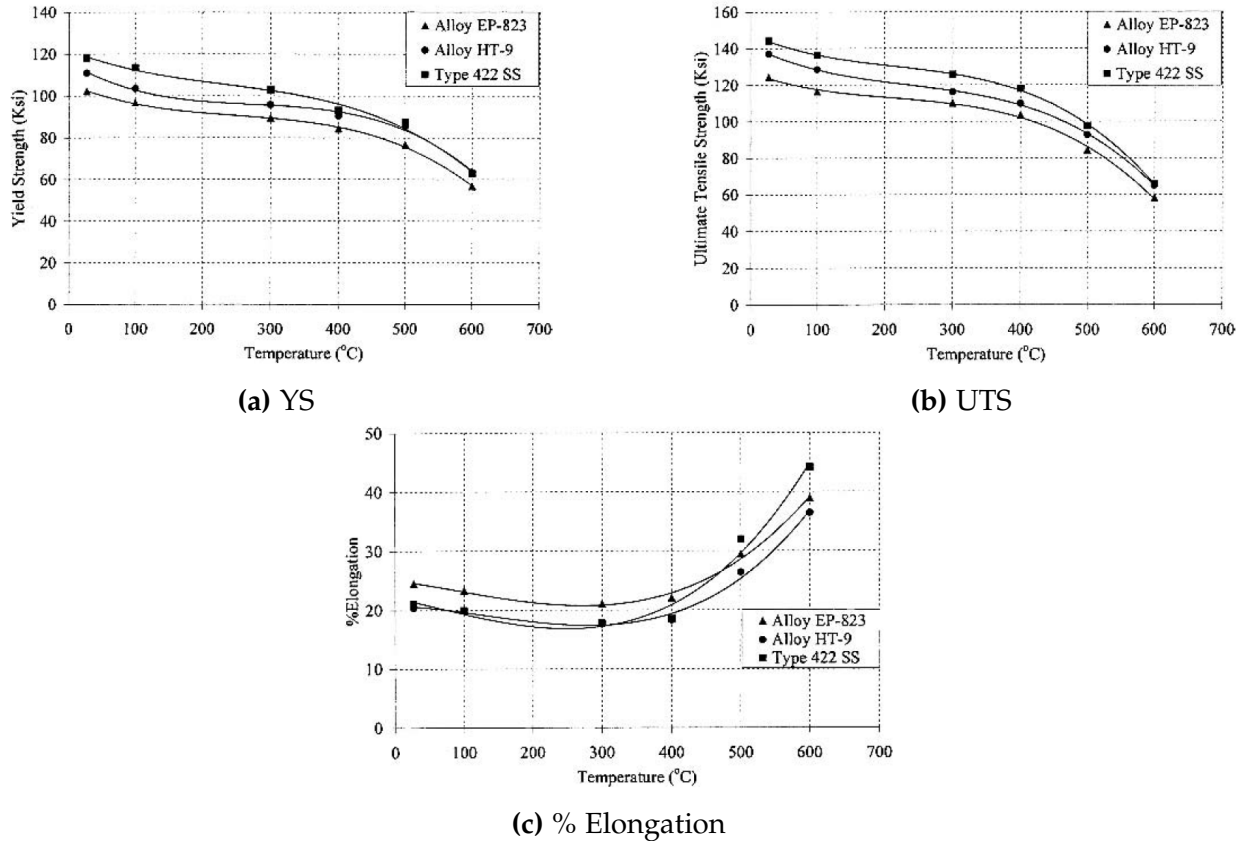 140
120
100
80
60
40
20
0
Yield Strength (Ksi)
▲ Alloy EP-823
● Alloy HT-9
■ Type 422 SS
0 100 200 300 400 500 600 700
Temperature (°C)
(a) YS
160
140
120
100
80
60
40
20
0
Ultimate Tensile Strength (Ksi)
▲ Alloy EP-823
● Alloy HT-9
■ Type 422 SS
0 100 200 300 400 500 600 700
Temperature (°C)
(b) UTS
50
40
30
20
10
0
%Elongation
▲ Alloy EP-823
● Alloy HT-9
■ Type 422 SS
0 100 200 300 400 500 600 700
Temperature (°C)
(c) % Elongation